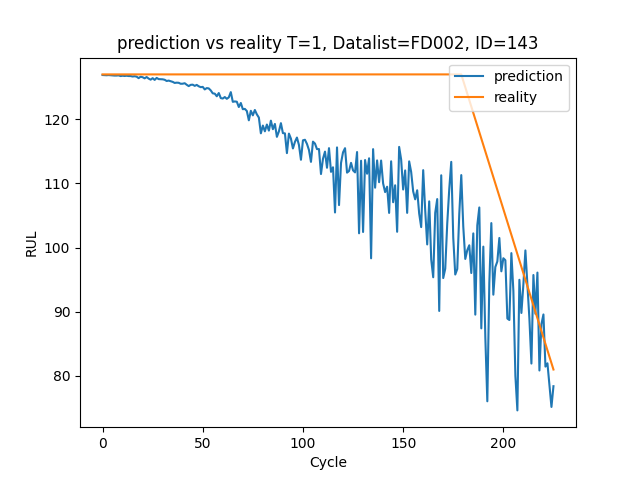 prediction vs reality T=1, Datalist=FD002, ID=143
prediction
reality
RUL
120
110
100
90
80
0 50 100 150 200
Cycle